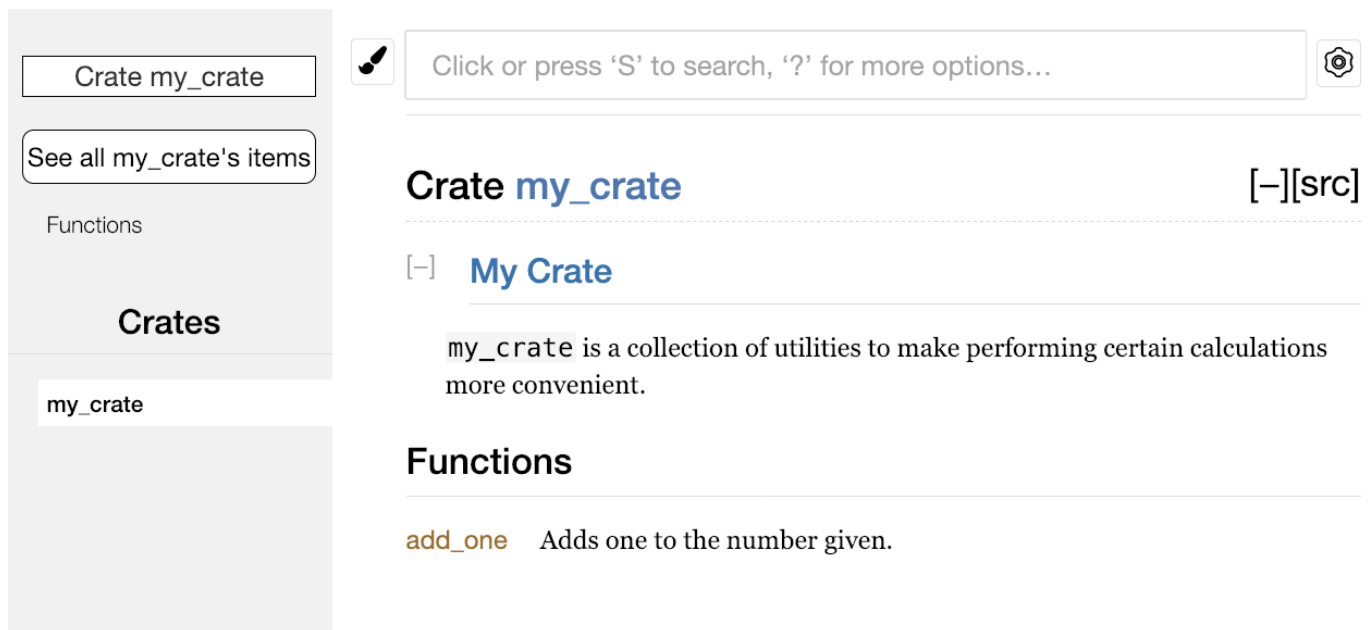 Crate my_crate
See all my_crate's items
Functions
Crates
my_crate
Click or press ‘S’ to search, ‘?’ for more options…
Crate my_crate [−][src]
[−] My Crate
my_crate is a collection of utilities to make performing certain calculations
more convenient.
Functions
add_one Adds one to the number given.